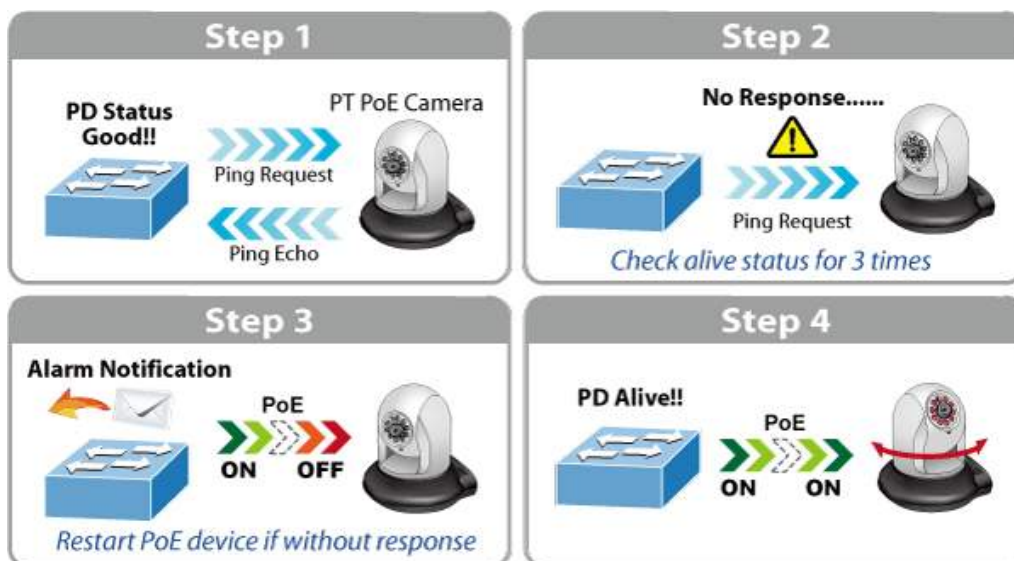 Step 1
PD Status
Good!!
PT PoE Camera
Ping Request
Ping Echo
Step 2
No Response......
Ping Request
Check alive status for 3 times
Step 3
Alarm Notification
PoE
ON OFF
Restart PoE device if without response
Step 4
PD Alive!!
PoE
ON ON